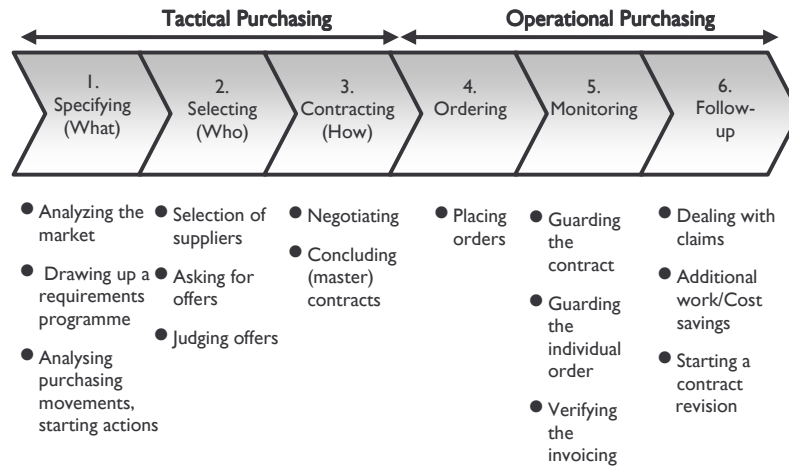 Tactical Purchasing
Operational Purchasing
1.
Specifying
(What)
2.
Selecting
(Who)
3.
Contracting
(How)
4.
Ordering
5.
Monitoring
6.
Follow-
up
● Analyzing the
market
● Drawing up a
requirements
programme
● Analysing
purchasing
movements,
starting actions
● Selection of
suppliers
● Asking for
offers
● Judging offers
● Negotiating
● Concluding
(master)
contracts
● Placing
orders
● Guarding
the
contract
● Guarding
the
individual
order
● Verifying
the
invoicing
● Dealing with
claims
● Additional
work/Cost
savings
● Starting a
contract
revision